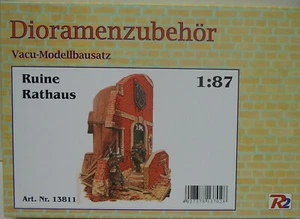 Dioramenzubehör
Vacu-Modellbausatz
Ruine
Rathaus
1:87
Art. Nr. 13811
R2